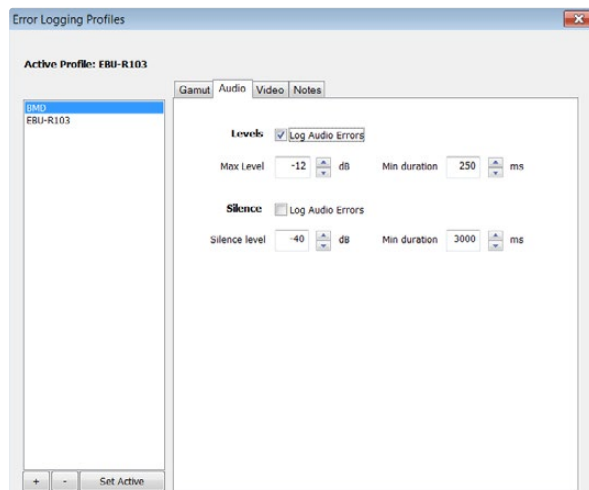 Error Logging Profiles
Active Profile: EBU-R103
Gamut Audio Video Notes
BMD
EBU-R103
Levels Log Audio Errors
Max Level -12 dB Min duration 250 ms
Silence Log Audio Errors
Silence level -40 dB Min duration 3000 ms
+ - Set Active